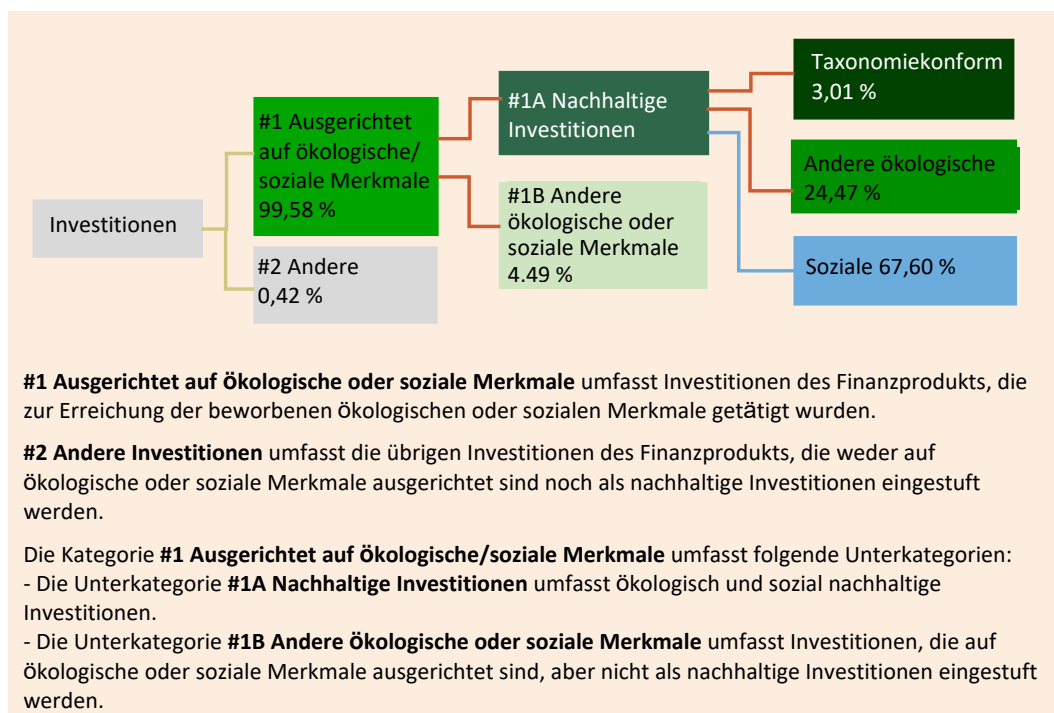 Investitionen
#1 Ausgerichtet
auf ökologische/
soziale Merkmale
99,58 %
#2 Andere
0,42 %
#1A Nachhaltige
Investitionen
#1B Andere
ökologische oder
soziale Merkmale
4.49 %
Taxonomiekonform
3,01 %
Andere ökologische
24,47 %
Soziale 67,60 %
#1 Ausgerichtet auf ökologische oder soziale Merkmale umfasst Investitionen des Finanzprodukts, die
zur Erreichung der beworbenen ökologischen oder sozialen Merkmale getätigt wurden.
#2 Andere Investitionen umfasst die übrigen Investitionen des Finanzprodukts, die weder auf
ökologische oder soziale Merkmale ausgerichtet sind noch als nachhaltige Investitionen eingestuft
werden.
Die Kategorie #1 Ausgerichtet auf ökologische/soziale Merkmale umfasst folgende Unterkategorien:
- Die Unterkategorie #1A Nachhaltige Investitionen umfasst ökologisch und sozial nachhaltige
Investitionen.
- Die Unterkategorie #1B Andere ökologische oder soziale Merkmale umfasst Investitionen, die auf
ökologische oder soziale Merkmale ausgerichtet sind, aber nicht als nachhaltige Investitionen eingestuft
werden.